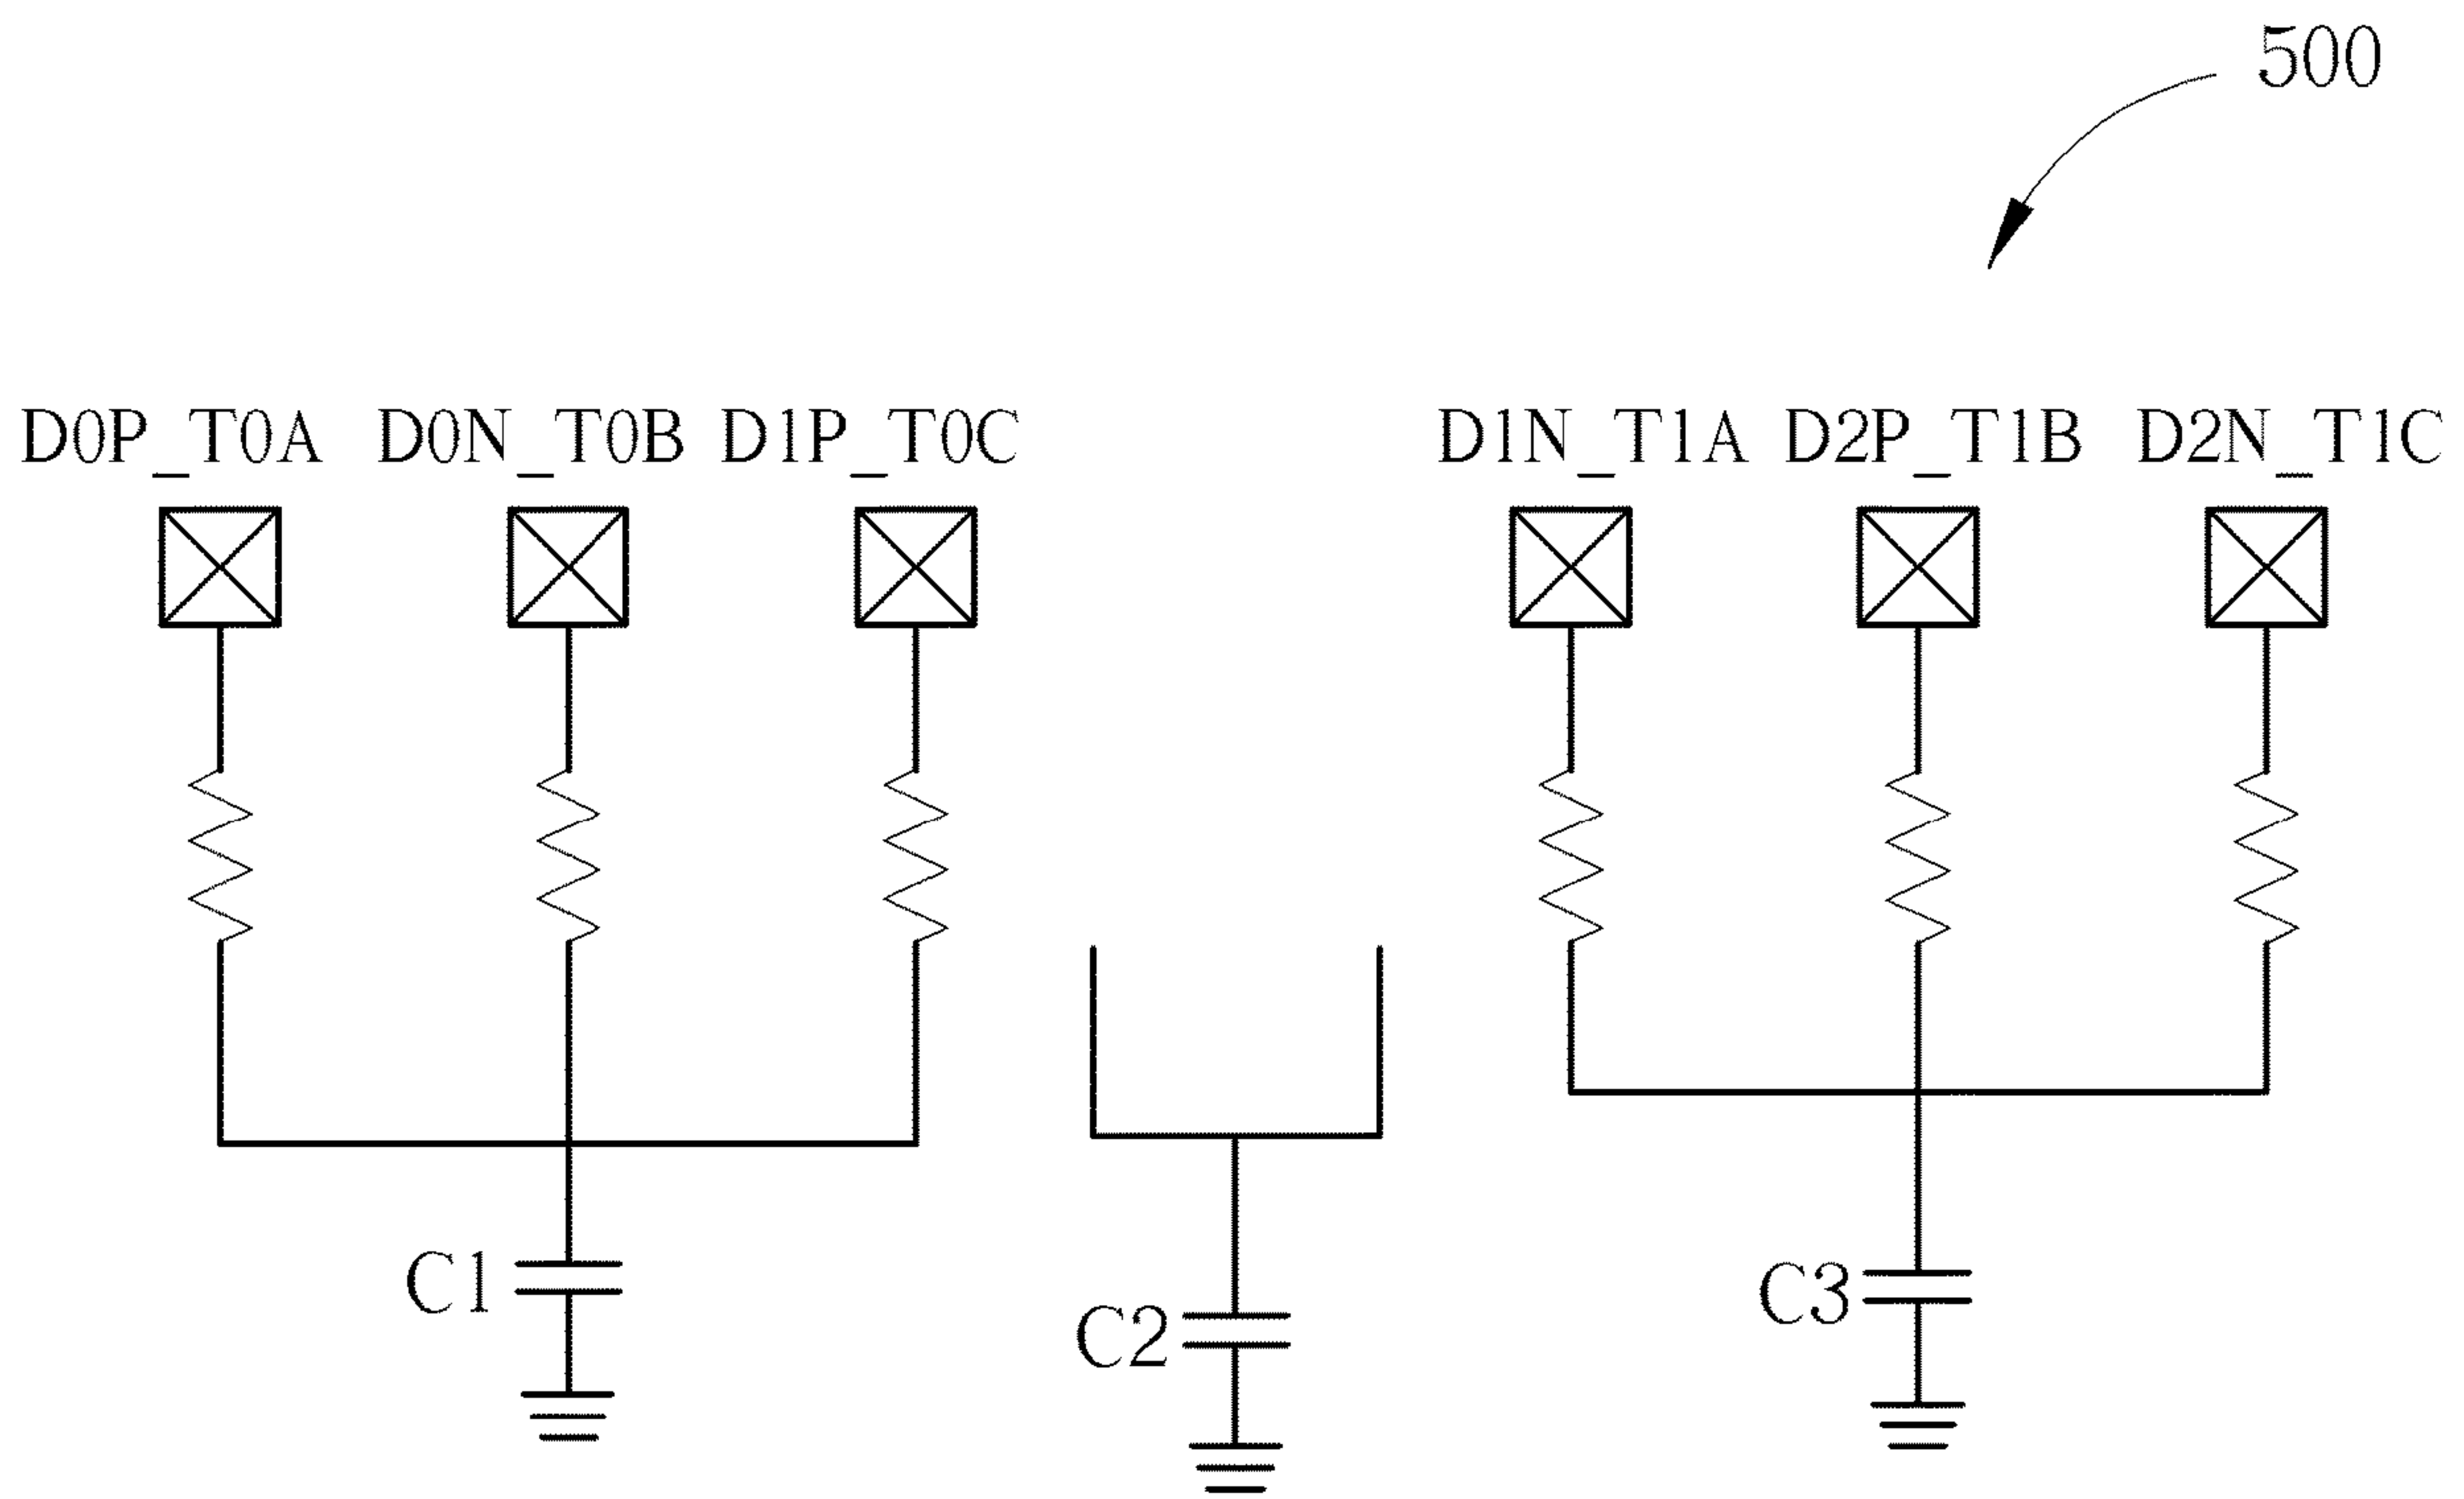 500
D0P_T0A D0N_T0B D1P_T0C D1N_T1A D2P_T1B D2N_T1C
C1
C2
C3